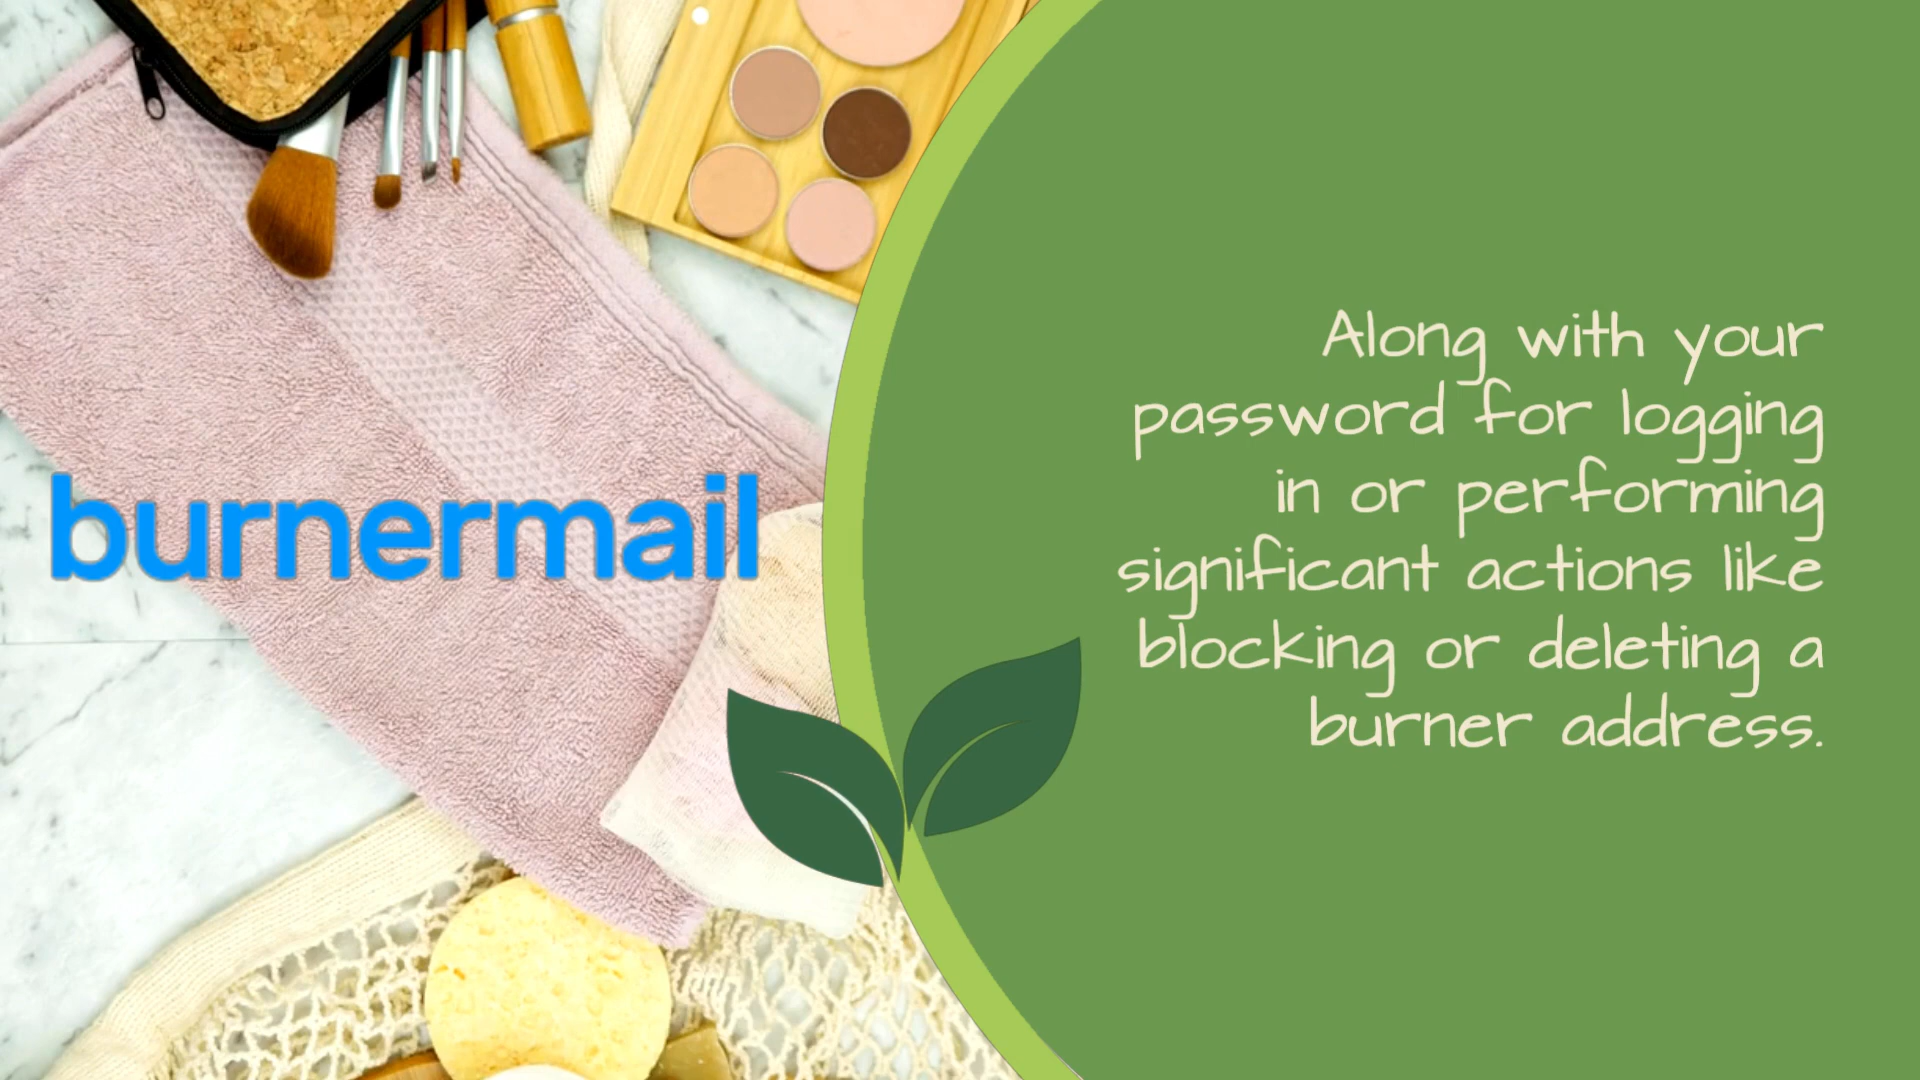 burnermail
Along with your
password for logging
in or performing
significant actions like
blocking or deleting a
burner address.